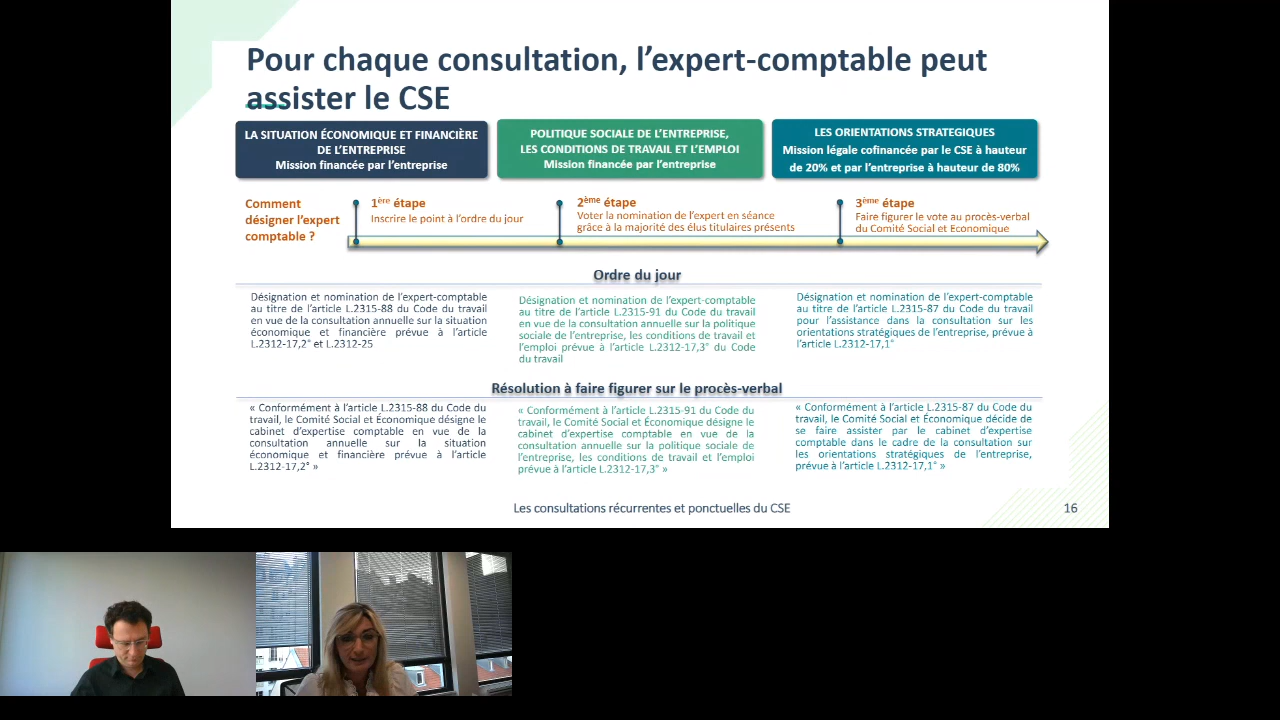 Pour chaque consultation, l’expert-comptable peut
assister le CSE
LA SITUATION ÉCONOMIQUE ET FINANCIÈRE
DE L’ENTREPRISE
Mission financée par l’entreprise
POLITIQUE SOCIALE DE L’ENTREPRISE,
LES CONDITIONS DE TRAVAIL ET L’EMPLOI
Mission financée par l’entreprise
LES ORIENTATIONS STRATEGIQUES
Mission légale cofinancée par le CSE à hauteur
de 20% et par l’entreprise à hauteur de 80%
Comment
désigner l’expert
comptable ?
1ère étape
Inscrire le point à l’ordre du jour
2ème étape
Voter la nomination de l’expert en séance
grâce à la majorité des élus titulaires présents
3ème étape
Faire figurer le vote au procès-verbal
du Comité Social et Economique
Ordre du jour
Désignation et nomination de l’expert-comptable
au titre de l’article L.2315-88 du Code du travail
en vue de la consultation annuelle sur la situation
économique et financière prévue à l’article
L.2312-17,2° et L.2312-25
Désignation et nomination de l’expert-comptable
au titre de l’article L.2315-91 du Code du travail
en vue de la consultation annuelle sur la politique
sociale de l’entreprise, les conditions de travail et
l’emploi prévue à l’article L.2312-17,3° du Code
du travail
Désignation et nomination de l’expert-comptable
au titre de l’article L.2315-87 du Code du travail
pour l’assistance dans la consultation sur les
orientations stratégiques de l’entreprise, prévue à
l’article L.2312-17,1°
Résolution à faire figurer sur le procès-verbal
« Conformément à l’article L.2315-88 du Code du
travail, le Comité Social et Économique désigne le
cabinet d’expertise comptable en vue de la
consultation annuelle sur la situation
économique et financière prévue à l’article
L.2312-17,2° »
« Conformément à l’article L.2315-91 du Code du
travail, le Comité Social et Économique désigne le
cabinet d’expertise comptable en vue de la
consultation annuelle sur la politique sociale de
l’entreprise, les conditions de travail et l’emploi
prévue à l’article L.2312-17,3° »
« Conformément à l’article L.2315-87 du Code du
travail, le Comité Social et Économique décide de
se faire assister par le cabinet d’expertise
comptable dans le cadre de la consultation sur
les orientations stratégiques de l’entreprise,
prévue à l’article L.2312-17,1° »
Les consultations récurrentes et ponctuelles du CSE
16